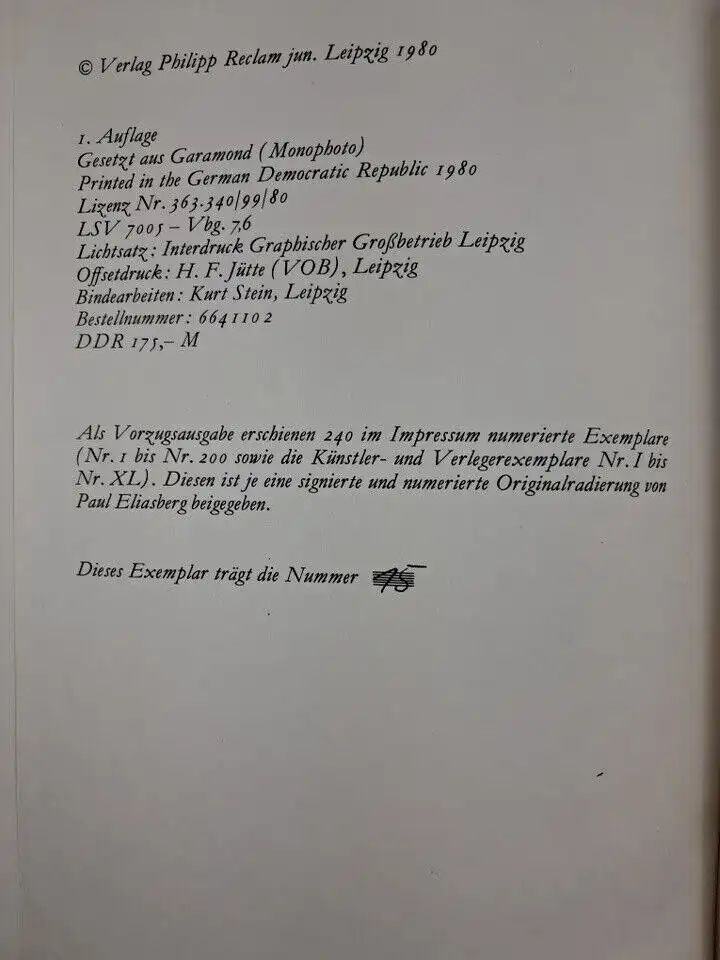 © Verlag Philipp Reclam jun. Leipzig 1980
1. Auflage
Gesetzt aus Garamond (Monophoto)
Printed in the German Democratic Republic 1980
Lizenz Nr. 363.340/99/80
LSV 7005 – Vbg. 7,6
Lichtsatz: Interdruck Graphischer Großbetrieb Leipzig
Offsetdruck: H. F. Jütte (VOB), Leipzig
Bindearbeiten: Kurt Stein, Leipzig
Bestellnummer: 6641102
DDR 175,– M
Als Vorzugsausgabe erschienen 240 im Impressum numerierte Exemplare
(Nr. 1 bis Nr. 200 sowie die Künstler- und Verlegerexemplare Nr. I bis
Nr. XL). Diesen ist je eine signierte und numerierte Originalradierung von
Paul Eliasberg beigegeben.
Dieses Exemplar trägt die Nummer